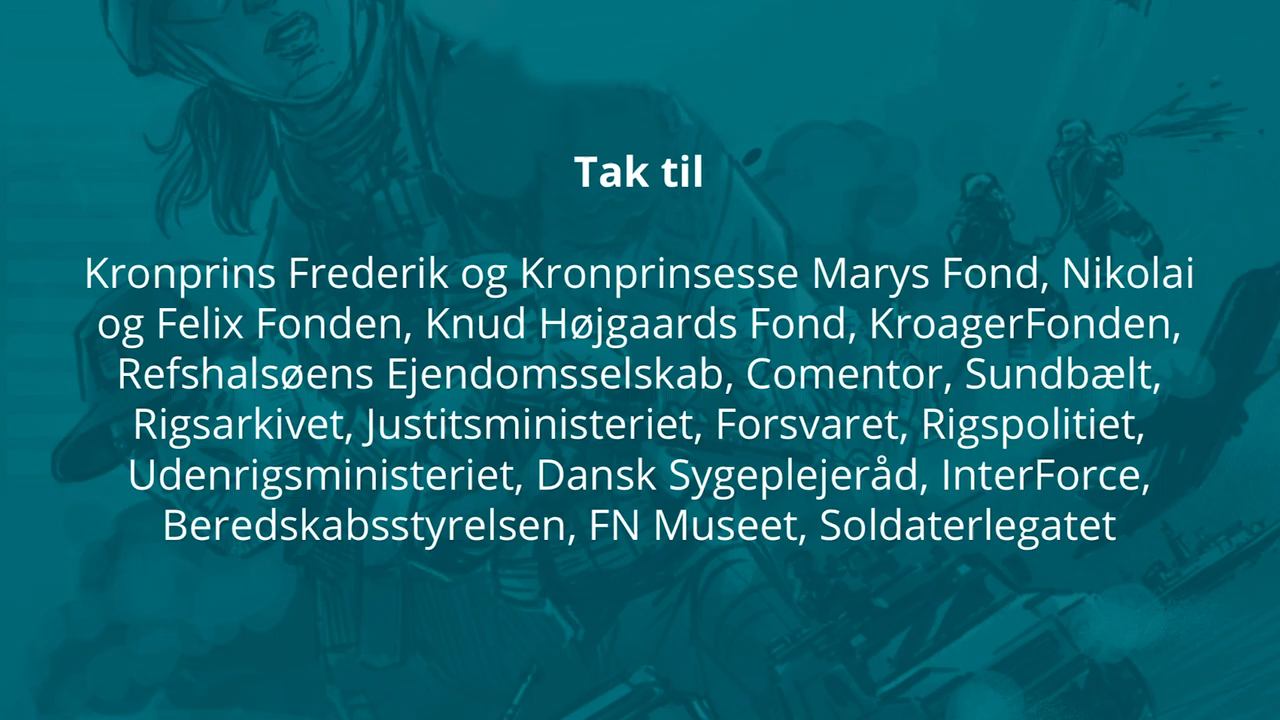 Tak til
Kronprins Frederik og Kronprinsesse Marys Fond, Nikolai
og Felix Fonden, Knud Højgaards Fond, KroagerFonden,
Refshalsøens Ejendomsselskab, Comentor, Sundbælt,
Rigsarkivet, Justitsministeriet, Forsvaret, Rigspolitiet,
Udenrigsministeriet, Dansk Sygeplejeråd, InterForce,
Beredskabsstyrelsen, FN Museet, Soldaterlegatet